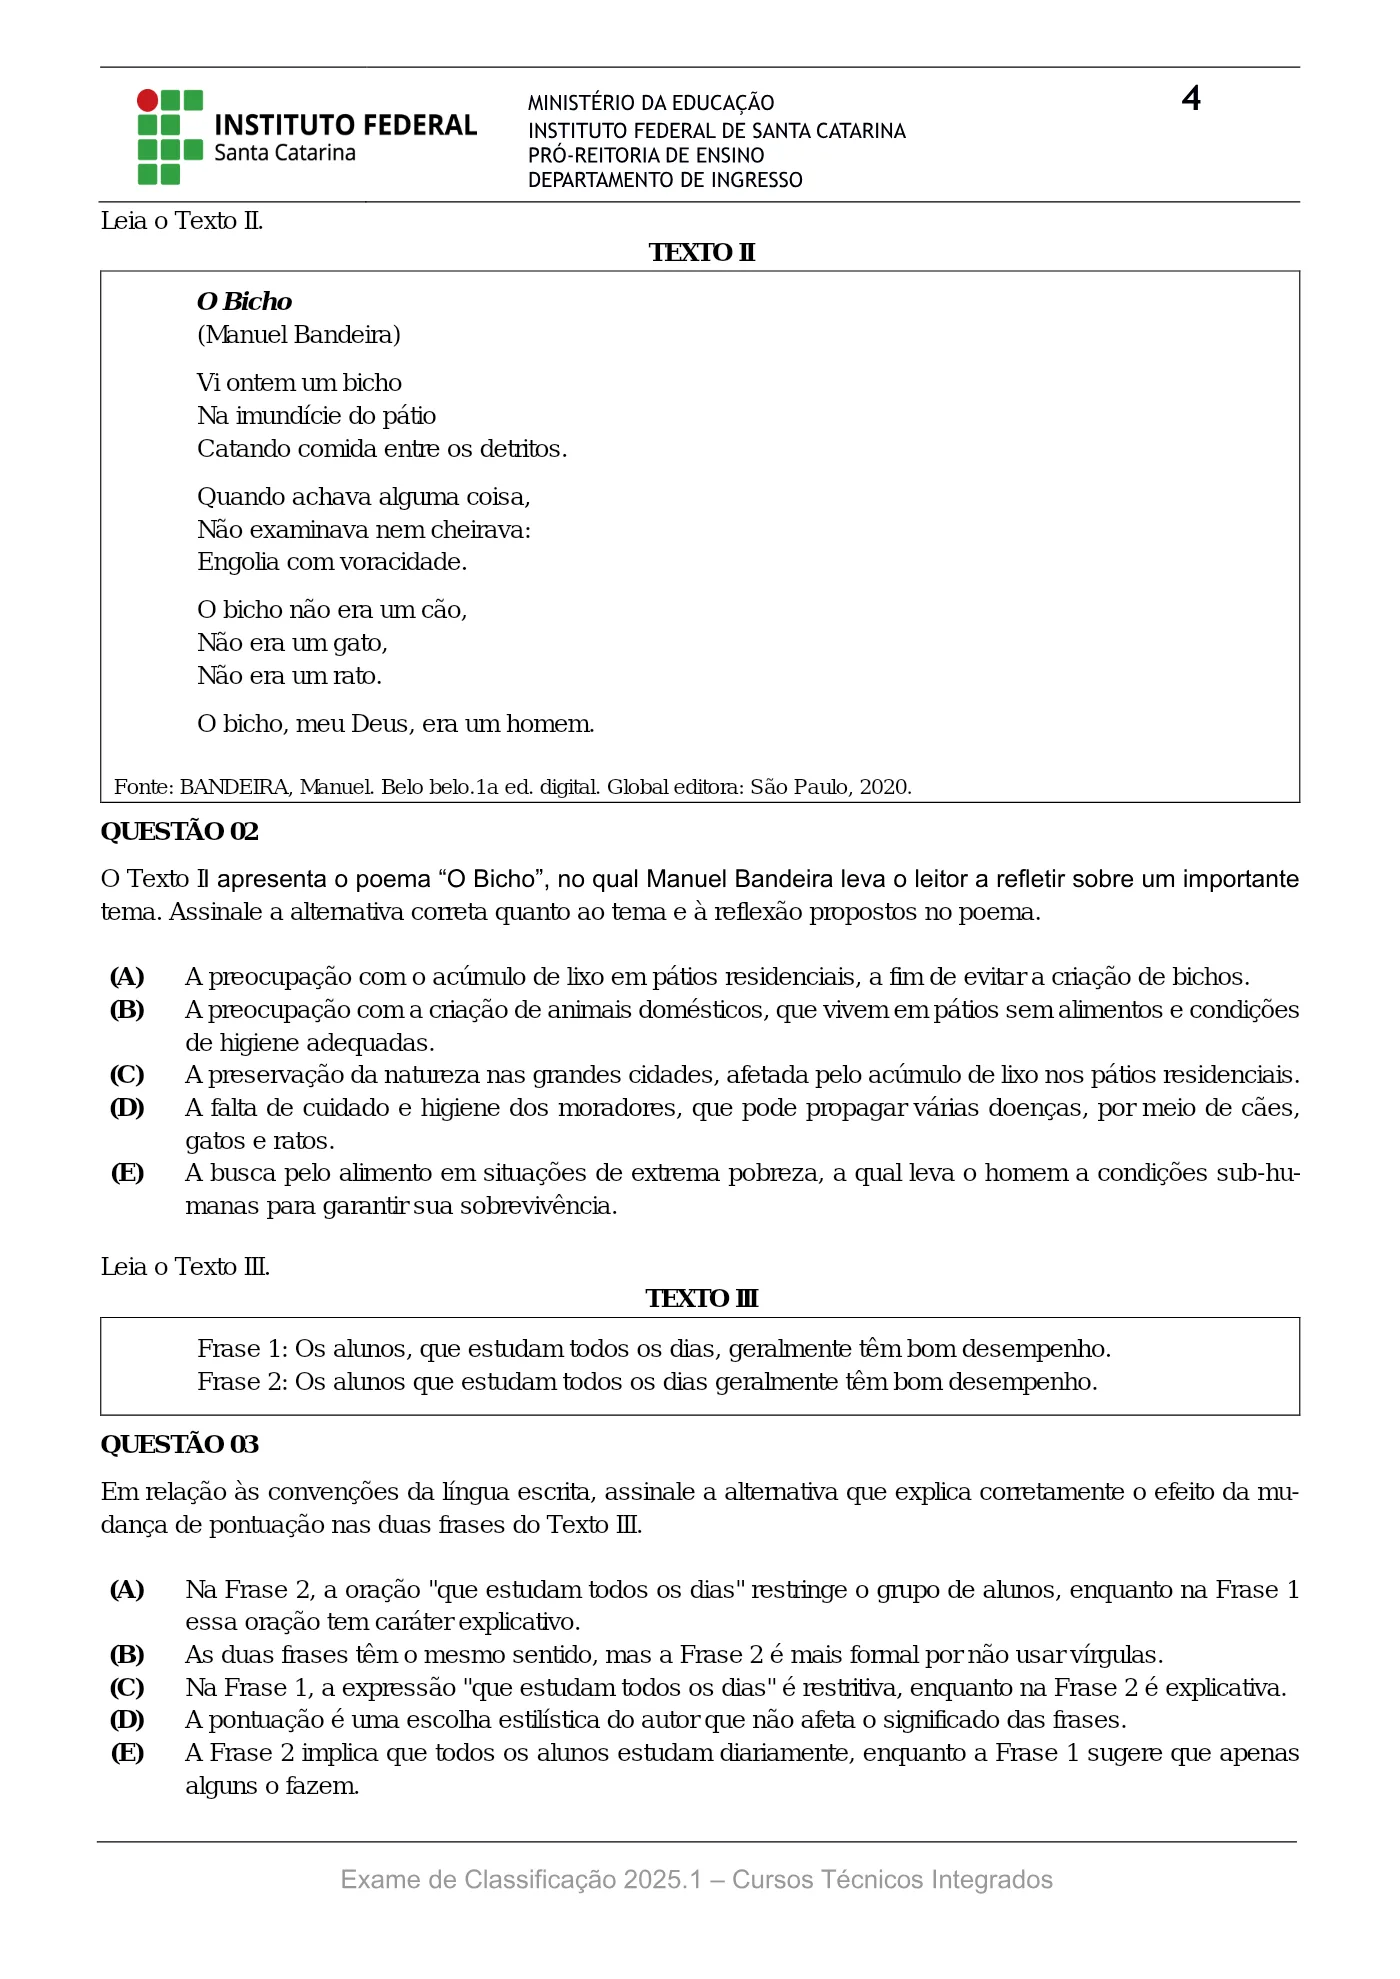 INSTITUTO FEDERAL
Santa Catarina
MINISTÉRIO DA EDUCAÇÃO
INSTITUTO FEDERAL DE SANTA CATARINA
PRÓ-REITORIA DE ENSINO
DEPARTAMENTO DE INGRESSO
4
Leia o Texto II.
TEXTO II
O Bicho
(Manuel Bandeira)
Vi ontem um bicho
Na imundície do pátio
Catando comida entre os detritos.
Quando achava alguma coisa,
Não examinava nem cheirava:
Engolia com voracidade.
O bicho não era um cão,
Não era um gato,
Não era um rato.
O bicho, meu Deus, era um homem.
Fonte: BANDEIRA, Manuel. Belo belo.1a ed. digital. Global editora: São Paulo, 2020.
QUESTÃO 02
O Texto II apresenta o poema “O Bicho”, no qual Manuel Bandeira leva o leitor a refletir sobre um importante
tema. Assinale a alternativa correta quanto ao tema e à reflexão propostos no poema.
(A) A preocupação com o acúmulo de lixo em pátios residenciais, a fim de evitar a criação de bichos.
(B) A preocupação com a criação de animais domésticos, que vivem em pátios sem alimentos e condições
de higiene adequadas.
(C) A preservação da natureza nas grandes cidades, afetada pelo acúmulo de lixo nos pátios residenciais.
(D) A falta de cuidado e higiene dos moradores, que pode propagar várias doenças, por meio de cães,
gatos e ratos.
(E) A busca pelo alimento em situações de extrema pobreza, a qual leva o homem a condições sub-hu-
manas para garantir sua sobrevivência.
Leia o Texto III.
TEXTO III
Frase 1: Os alunos, que estudam todos os dias, geralmente têm bom desempenho.
Frase 2: Os alunos que estudam todos os dias geralmente têm bom desempenho.
QUESTÃO 03
Em relação às convenções da língua escrita, assinale a alternativa que explica corretamente o efeito da mu-
dança de pontuação nas duas frases do Texto III.
(A) Na Frase 2, a oração "que estudam todos os dias" restringe o grupo de alunos, enquanto na Frase 1
essa oração tem caráter explicativo.
(B) As duas frases têm o mesmo sentido, mas a Frase 2 é mais formal por não usar vírgulas.
(C) Na Frase 1, a expressão "que estudam todos os dias" é restritiva, enquanto na Frase 2 é explicativa.
(D) A pontuação é uma escolha estilística do autor que não afeta o significado das frases.
(E) A Frase 2 implica que todos os alunos estudam diariamente, enquanto a Frase 1 sugere que apenas
alguns o fazem.
Exame de Classificação 2025.1 – Cursos Técnicos Integrados